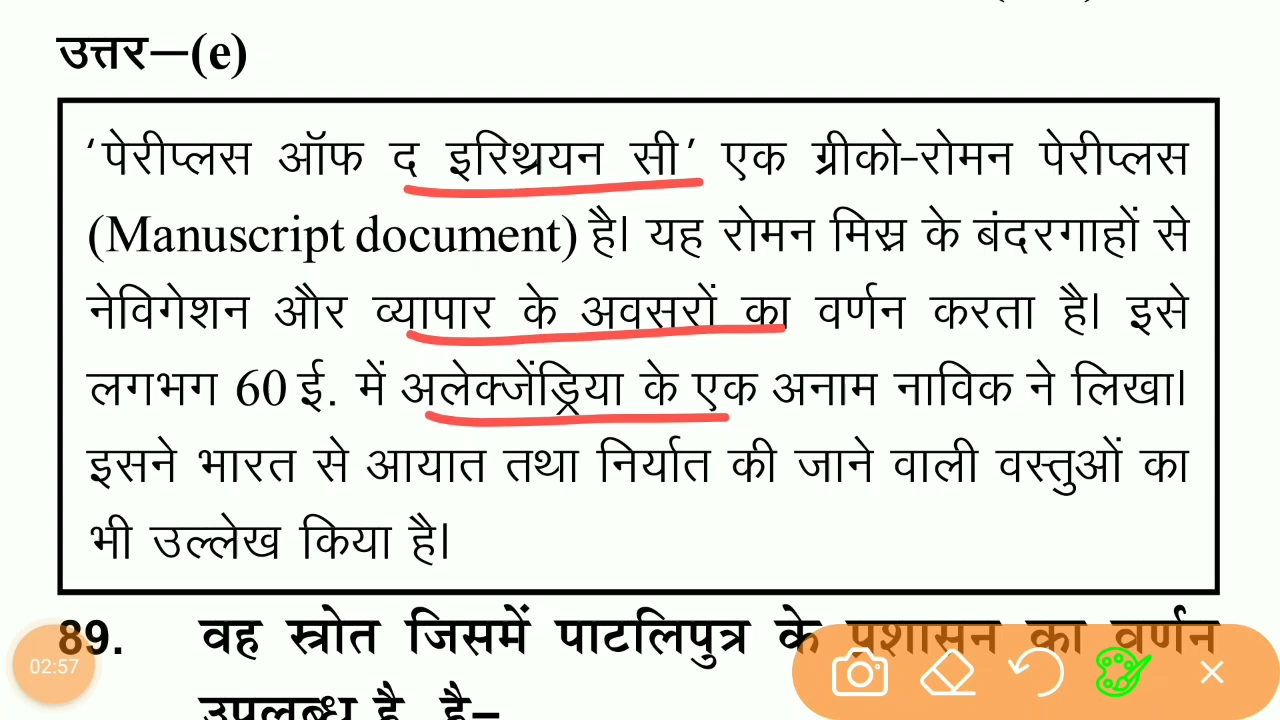 उत्तर—(e)
'पेरीप्लस ऑफ द इरिथ्रयन सी' एक ग्रीको-रोमन पेरीप्लस
(Manuscript document) है। यह रोमन मिस्र के बंदरगाहों से
नेविगेशन और व्यापार के अवसरों का वर्णन करता है। इसे
लगभग 60 ई. में अलेक्जेंड्रिया के एक अनाम नाविक ने लिखा।
इसने भारत से आयात तथा निर्यात की जाने वाली वस्तुओं का
भी उल्लेख किया है।
89. वह स्त्रोत जिसमें पाटलिपुत्र के प्रशासन का वर्णन
उपलब्ध है, है–
02:57